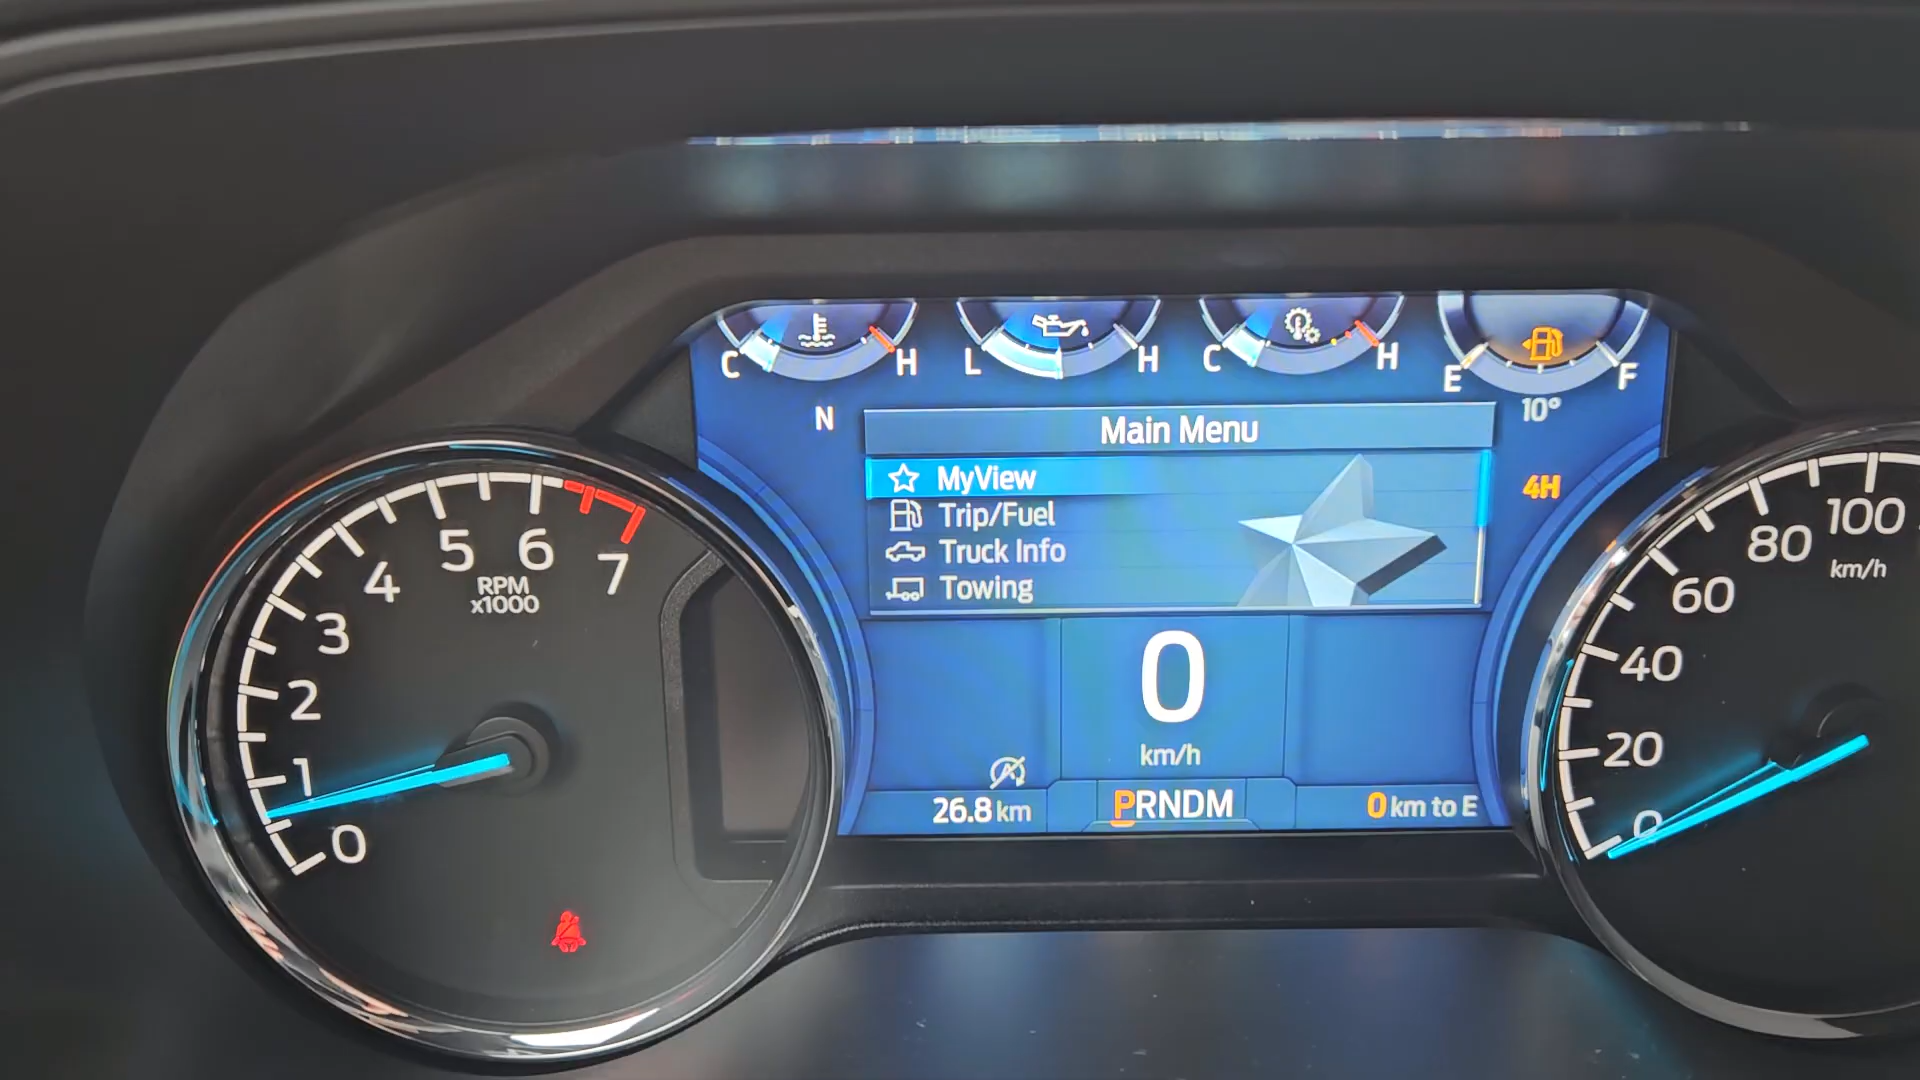 C H
L H
C H
E F
N
10°
Main Menu
4H
MyView
Trip/Fuel
Truck Info
Towing
0
km/h
26.8 km
PRNDM
0 km to E
0
1
2
3
4
5
6
7
RPM
x1000
0
20
40
60
80
100
km/h